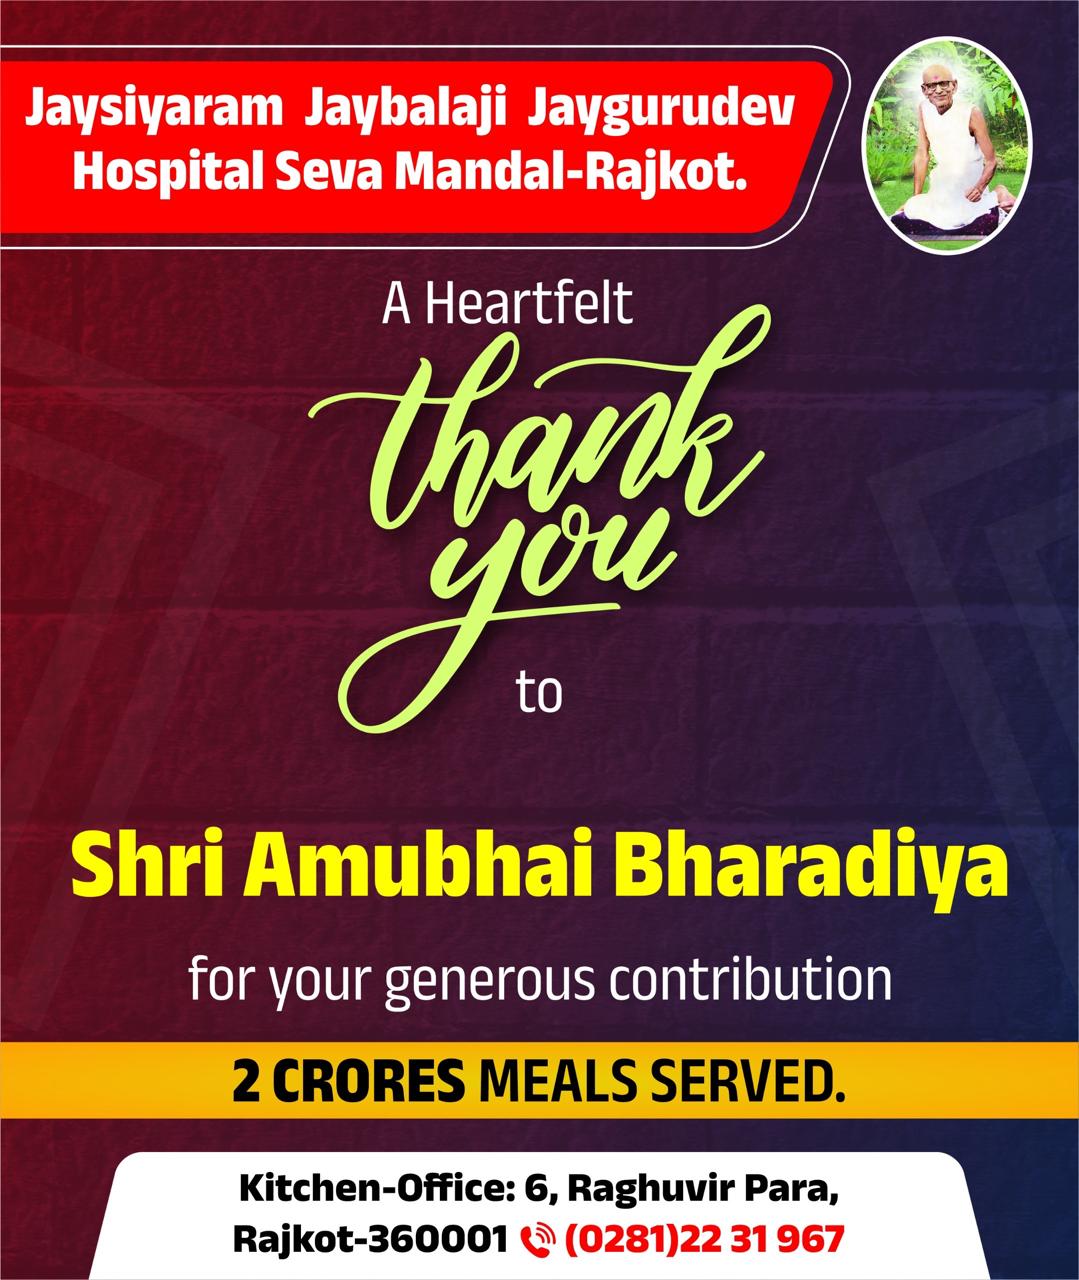 Jaysiyaram Jaybalaji Jaygurudev
Hospital Seva Mandal-Rajkot.
A Heartfelt
thank
you
to
Shri Amubhai Bharadiya
for your generous contribution
2 CRORES MEALS SERVED.
Kitchen-Office: 6, Raghuvir Para,
Rajkot-360001 (0281)22 31 967